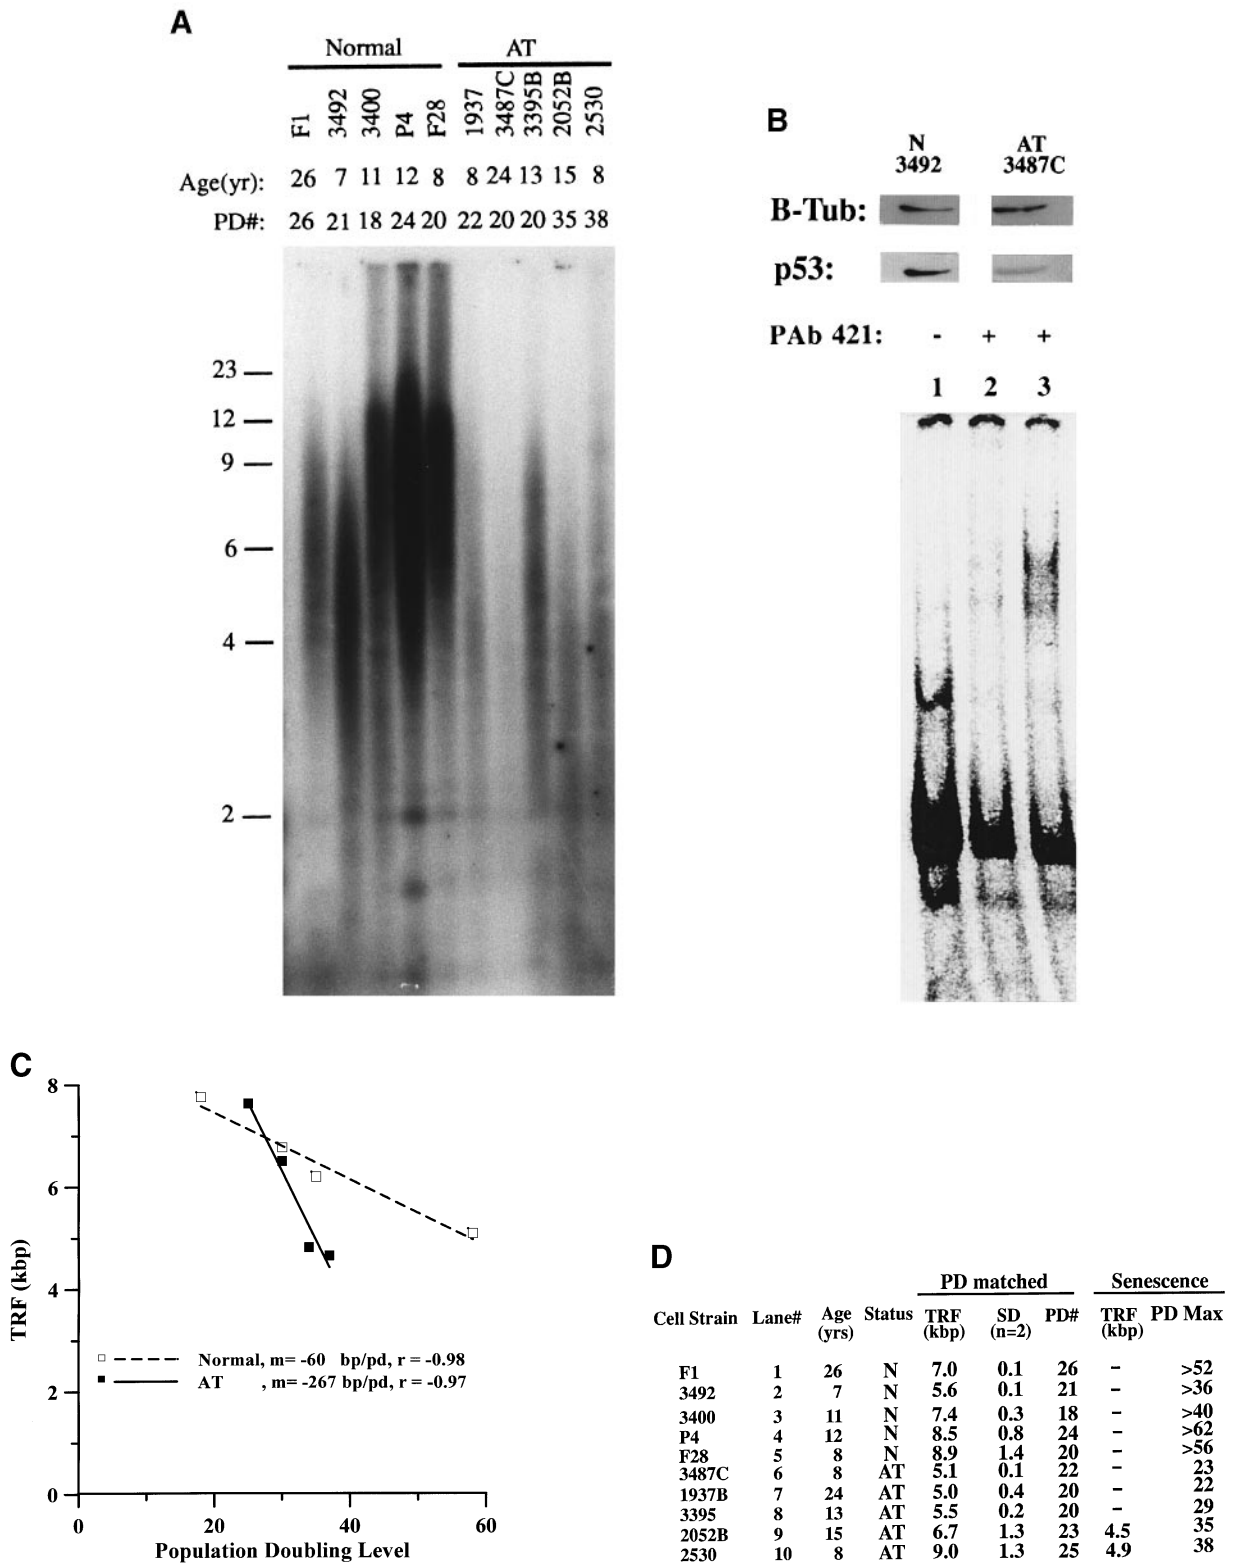 A
Normal AT
F1 3492 3400 P4 F28 1937 3487C 3395B 2052B 2530
Age(yr): 26 7 11 12 8 8 24 13 15 8
PD#: 26 21 18 24 20 22 20 20 35 38
23
12
9
6
4
2
B
N AT
3492 3487C
B-Tub:
p53:
PAb 421: - + +
1 2 3
C
8
6
4
2
0
TRF (kbp)
Normal, m= -60 bp/pd, r = -0.98
AT , m= -267 bp/pd, r = -0.97
0 20 40 60
Population Doubling Level
D
PD matched Senescence
Cell Strain Lane# Age (yrs) Status TRF (kbp) SD (n=2) PD# TRF (kbp) PD Max
F1 1 26 N 7.0 0.1 26 – >52
3492 2 7 N 5.6 0.1 21 – >36
3400 3 11 N 7.4 0.3 18 – >40
P4 4 12 N 8.5 0.8 24 – >62
F28 5 8 N 8.9 1.4 20 – >56
3487C 6 8 AT 5.1 0.1 22 – 23
1937B 7 24 AT 5.0 0.4 20 – 22
3395 8 13 AT 5.5 0.2 20 – 29
2052B 9 15 AT 6.7 1.3 23 4.5 35
2530 10 8 AT 9.0 1.3 25 4.9 38